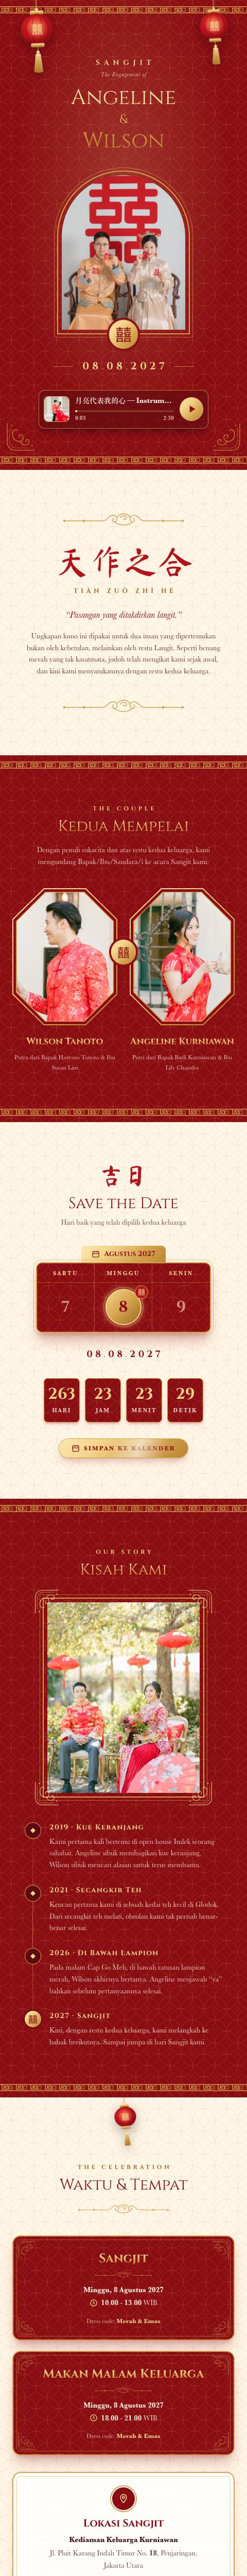 SANGJIT
The Engagement of
ANGELINE
&
WILSON
囍
囍
08.08.2027
月亮代表我的心 — Instrum...
0:03
2:30
天作之合
TIĀN ZUÒ ZHĪ HÉ
“Pasangan yang ditakdirkan langit.”
Ungkapan kuno ini dipakai untuk dua insan yang dipertemukan
bukan oleh kebetulan, melainkan oleh restu Langit. Seperti benang
merah yang tak kasatmata, jodoh telah mengikat kami sejak awal,
dan kini kami menyatukannya dengan restu kedua keluarga.
THE COUPLE
KEDUA MEMPELAI
Dengan penuh sukacita dan atas restu kedua keluarga, kami
mengundang Bapak/Ibu/Saudara/i ke acara Sangjit kami:
囍
WILSON TANOTO
Putra dari Bapak Hartono Tanoto & Ibu
Susan Lim
ANGELINE KURNIAWAN
Putri dari Bapak Budi Kurniawan & Ibu
Lily Chandra
吉日
SAVE THE DATE
Hari baik yang telah dipilih kedua keluarga
AGUSTUS 2027
SABTU MINGGU SENIN
7 8 9
囍
08.08.2027
263 23 23 29
HARI JAM MENIT DETIK
SIMPAN KE KALENDER
OUR STORY
KISAH KAMI
2019 · KUE KERANJANG
Kami pertama kali bertemu di open house Imlek seorang
sahabat. Angeline sibuk membagikan kue keranjang,
Wilson sibuk mencari alasan untuk terus membantu.
2021 · SECANGKIR TEH
Kencan pertama kami di sebuah kedai teh kecil di Glodok.
Dari secangkir teh melati, obrolan kami tak pernah benar-
benar selesai.
2026 · DI BAWAH LAMPION
Pada malam Cap Go Meh, di bawah ratusan lampion
merah, Wilson akhirnya bertanya. Angeline menjawab “ya”
bahkan sebelum pertanyaannya selesai.
囍
2027 · SANGJIT
Kini, dengan restu kedua keluarga, kami melangkah ke
babak berikutnya. Sampai jumpa di hari Sangjit kami.
THE CELEBRATION
WAKTU & TEMPAT
SANGJIT
Minggu, 8 Agustus 2027
10.00 - 13.00 WIB
Dress code: Merah & Emas
MAKAN MALAM KELUARGA
Minggu, 8 Agustus 2027
18.00 - 21.00 WIB
Dress code: Merah & Emas
LOKASI SANGJIT
Kediaman Keluarga Kurniawan
Jl. Pluit Karang Indah Timur No. 18, Penjaringan,
Jakarta Utara